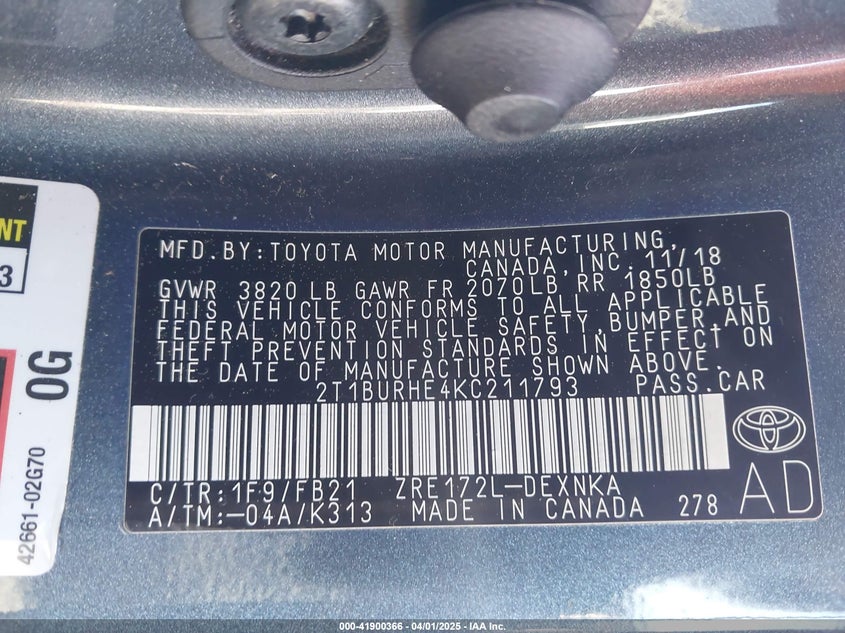 NT
3
0G
42661-02G70
MFD.BY:TOYOTA MOTOR MANUFACTURING,
CANADA,INC. 11/18
GVWR 3820 LB GAWR FR 2070LB RR 1850LB
THIS VEHICLE CONFORMS TO ALL APPLICABLE
FEDERAL MOTOR VEHICLE SAFETY,BUMPER,AND
THEFT PREVENTION STANDARDS IN EFFECT ON
THE DATE OF MANUFACTURE SHOWN ABOVE.
2T1BURHE4KC211793 PASS.CAR
C/TR:1F9/FB21 ZRE172L-DEXNKA
A/TM:-04A/K313 MADE IN CANADA 278
AD
000-41900366 - 04/01/2025 - IAA Inc.